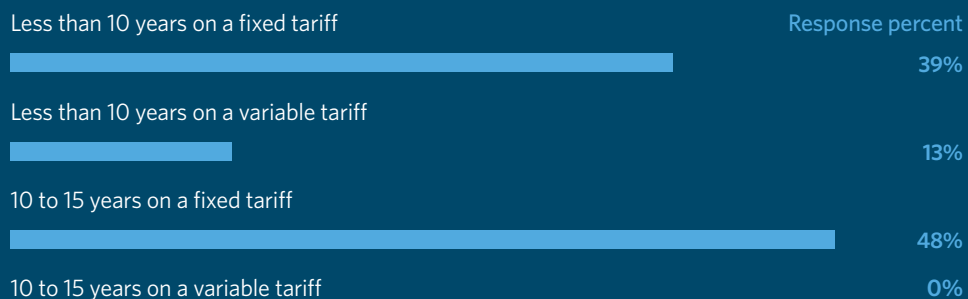 Less than 10 years on a fixed tariff Response percent
39%
Less than 10 years on a variable tariff
13%
10 to 15 years on a fixed tariff
48%
10 to 15 years on a variable tariff 0%